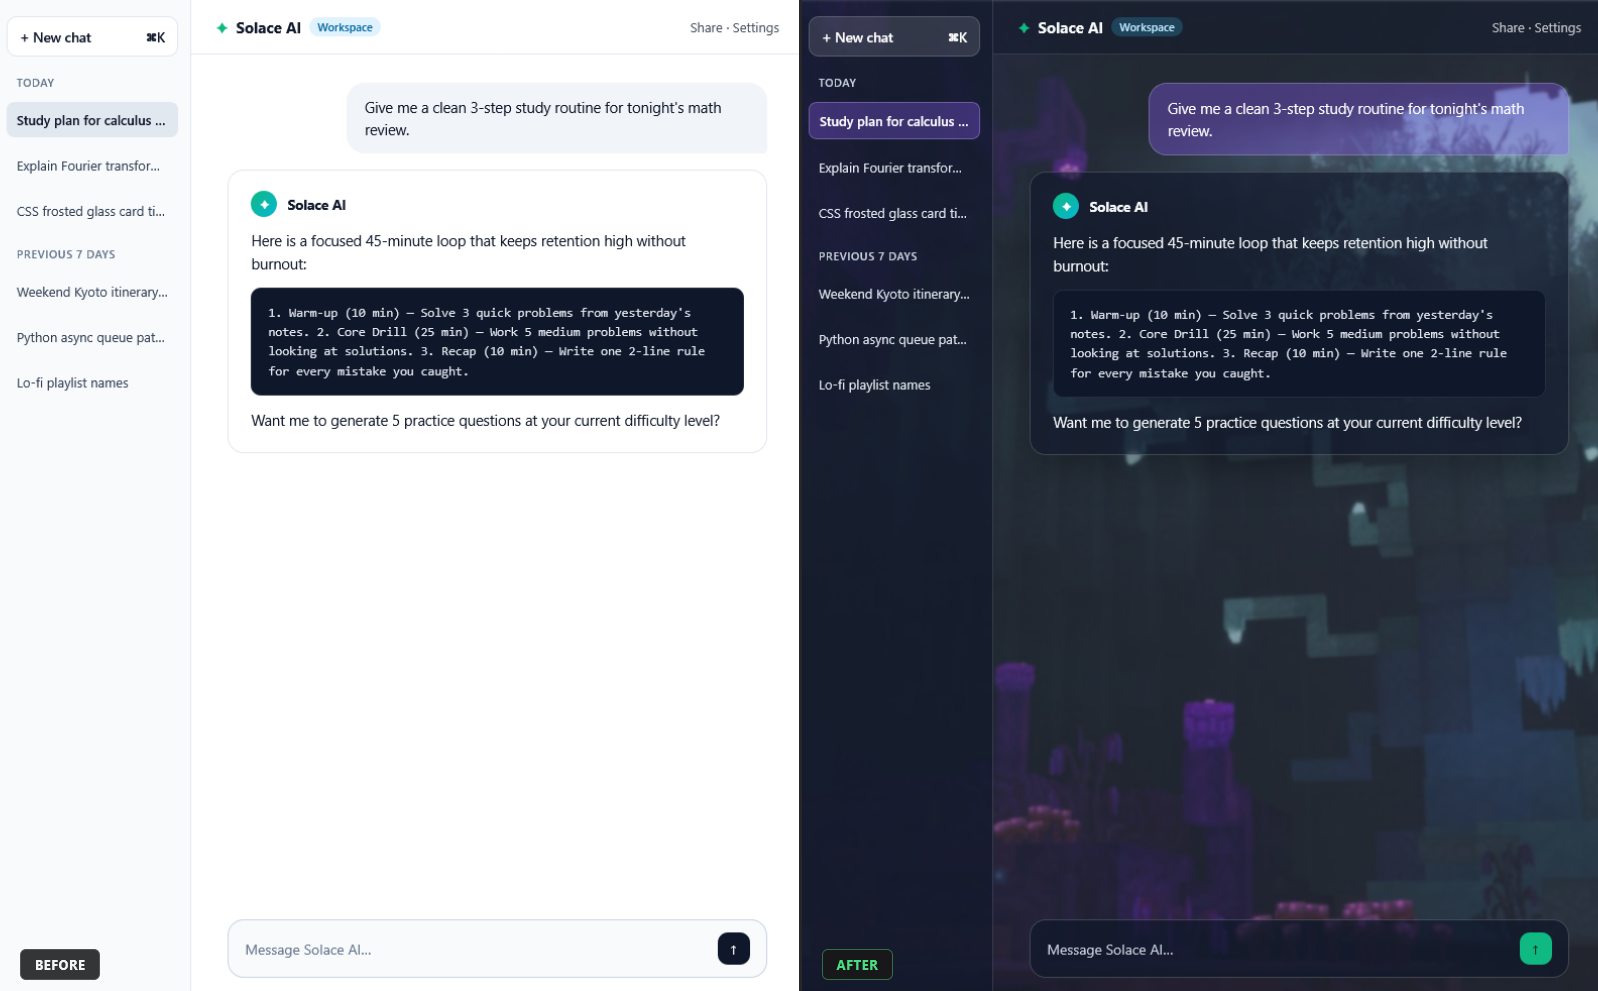 + New chat ⌘K
TODAY
Study plan for calculus ...
Explain Fourier transfor...
CSS frosted glass card ti...
PREVIOUS 7 DAYS
Weekend Kyoto itinerary...
Python async queue pat...
Lo-fi playlist names
BEFORE
✦ Solace AI Workspace Share · Settings
Give me a clean 3-step study routine for tonight's math
review.
✦ Solace AI
Here is a focused 45-minute loop that keeps retention high without
burnout:
1. Warm-up (10 min) — Solve 3 quick problems from yesterday's
notes. 2. Core Drill (25 min) — Work 5 medium problems without
looking at solutions. 3. Recap (10 min) — Write one 2-line rule
for every mistake you caught.
Want me to generate 5 practice questions at your current difficulty level?
Message Solace AI... ↑
+ New chat ⌘K
TODAY
Study plan for calculus ...
Explain Fourier transfor...
CSS frosted glass card ti...
PREVIOUS 7 DAYS
Weekend Kyoto itinerary...
Python async queue pat...
Lo-fi playlist names
AFTER
✦ Solace AI Workspace Share · Settings
Give me a clean 3-step study routine for tonight's math
review.
✦ Solace AI
Here is a focused 45-minute loop that keeps retention high without
burnout:
1. Warm-up (10 min) — Solve 3 quick problems from yesterday's
notes. 2. Core Drill (25 min) — Work 5 medium problems without
looking at solutions. 3. Recap (10 min) — Write one 2-line rule
for every mistake you caught.
Want me to generate 5 practice questions at your current difficulty level?
Message Solace AI... ↑